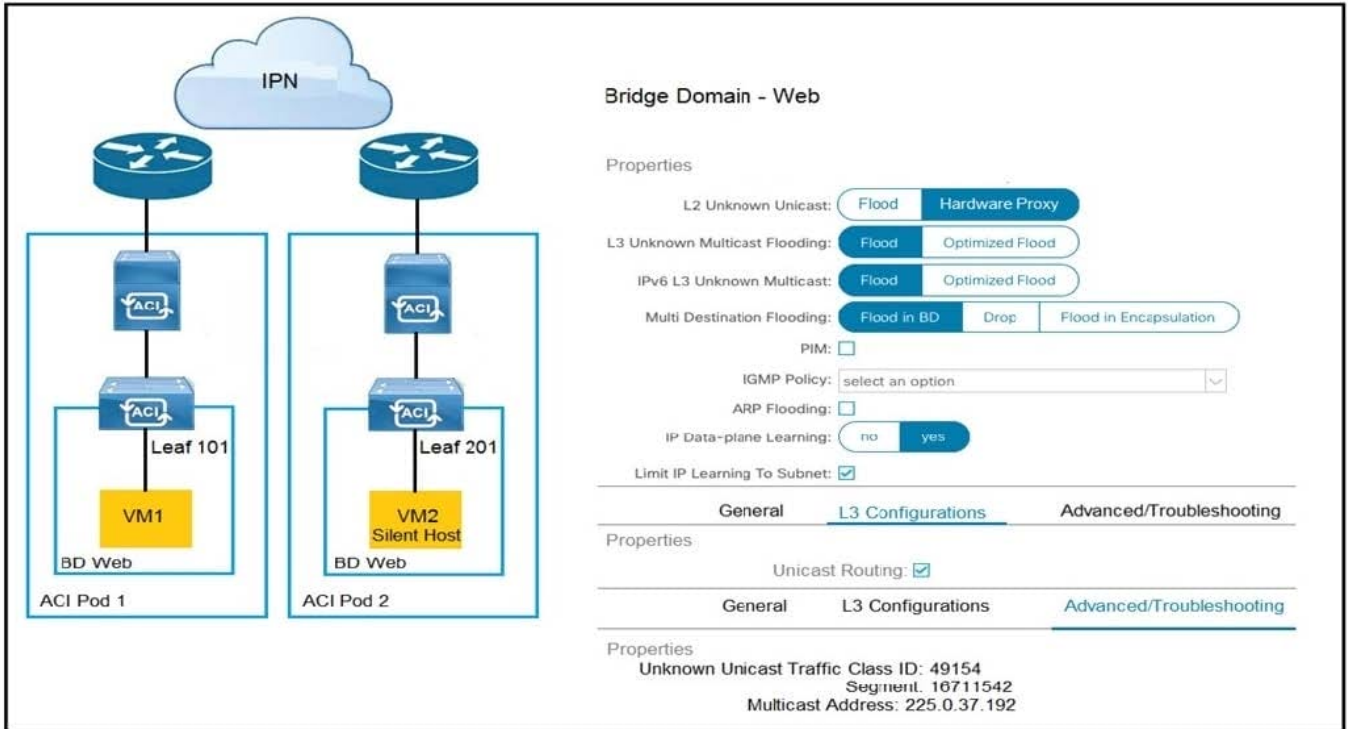 IPN
ACI
ACI
ACI
Leaf 101
ACI
Leaf 201
VM1
VM2
Silent Host
BD Web
BD Web
ACI Pod 1
ACI Pod 2
Bridge Domain - Web
Properties
L2 Unknown Unicast: Flood Hardware Proxy
L3 Unknown Multicast Flooding: Flood Optimized Flood
IPv6 L3 Unknown Multicast: Flood Optimized Flood
Multi Destination Flooding: Flood in BD Drop Flood in Encapsulation
PIM:
IGMP Policy: select an option
ARP Flooding:
IP Data-plane Learning: no yes
Limit IP Learning To Subnet:
General L3 Configurations Advanced/Troubleshooting
Properties
Unicast Routing:
General L3 Configurations Advanced/Troubleshooting
Properties
Unknown Unicast Traffic Class ID: 49154
Segment: 16711542
Multicast Address: 225.0.37.192